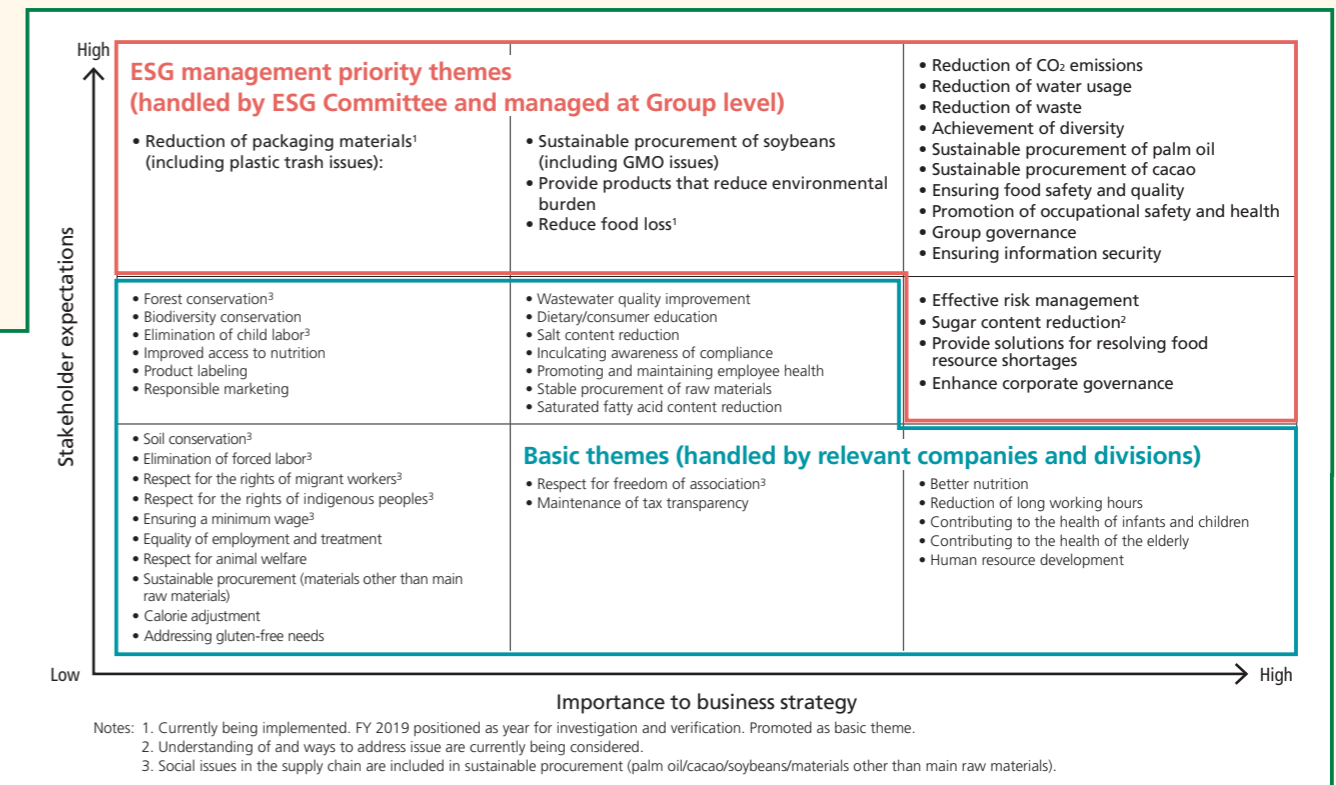 High
Stakeholder expectations
ESG management priority themes
(handled by ESG Committee and managed at Group level)
• Reduction of packaging materials¹
(including plastic trash issues):
• Sustainable procurement of soybeans
(including GMO issues)
• Provide products that reduce environmental
burden
• Reduce food loss¹
• Reduction of CO₂ emissions
• Reduction of water usage
• Reduction of waste
• Achievement of diversity
• Sustainable procurement of palm oil
• Sustainable procurement of cacao
• Ensuring food safety and quality
• Promotion of occupational safety and health
• Group governance
• Ensuring information security
• Forest conservation³
• Biodiversity conservation
• Elimination of child labor³
• Improved access to nutrition
• Product labeling
• Responsible marketing
• Wastewater quality improvement
• Dietary/consumer education
• Salt content reduction
• Inculcating awareness of compliance
• Promoting and maintaining employee health
• Stable procurement of raw materials
• Saturated fatty acid content reduction
• Effective risk management
• Sugar content reduction²
• Provide solutions for resolving food
resource shortages
• Enhance corporate governance
• Soil conservation³
• Elimination of forced labor³
• Respect for the rights of migrant workers³
• Respect for the rights of indigenous peoples³
• Ensuring a minimum wage³
• Equality of employment and treatment
• Respect for animal welfare
• Sustainable procurement (materials other than main
raw materials)
• Calorie adjustment
• Addressing gluten-free needs
Basic themes (handled by relevant companies and divisions)
• Respect for freedom of association³
• Maintenance of tax transparency
• Better nutrition
• Reduction of long working hours
• Contributing to the health of infants and children
• Contributing to the health of the elderly
• Human resource development
Low
High
Importance to business strategy
Notes: 1. Currently being implemented. FY 2019 positioned as year for investigation and verification. Promoted as basic theme.
2. Understanding of and ways to address issue are currently being considered.
3. Social issues in the supply chain are included in sustainable procurement (palm oil/cacao/soybeans/materials other than main raw materials).